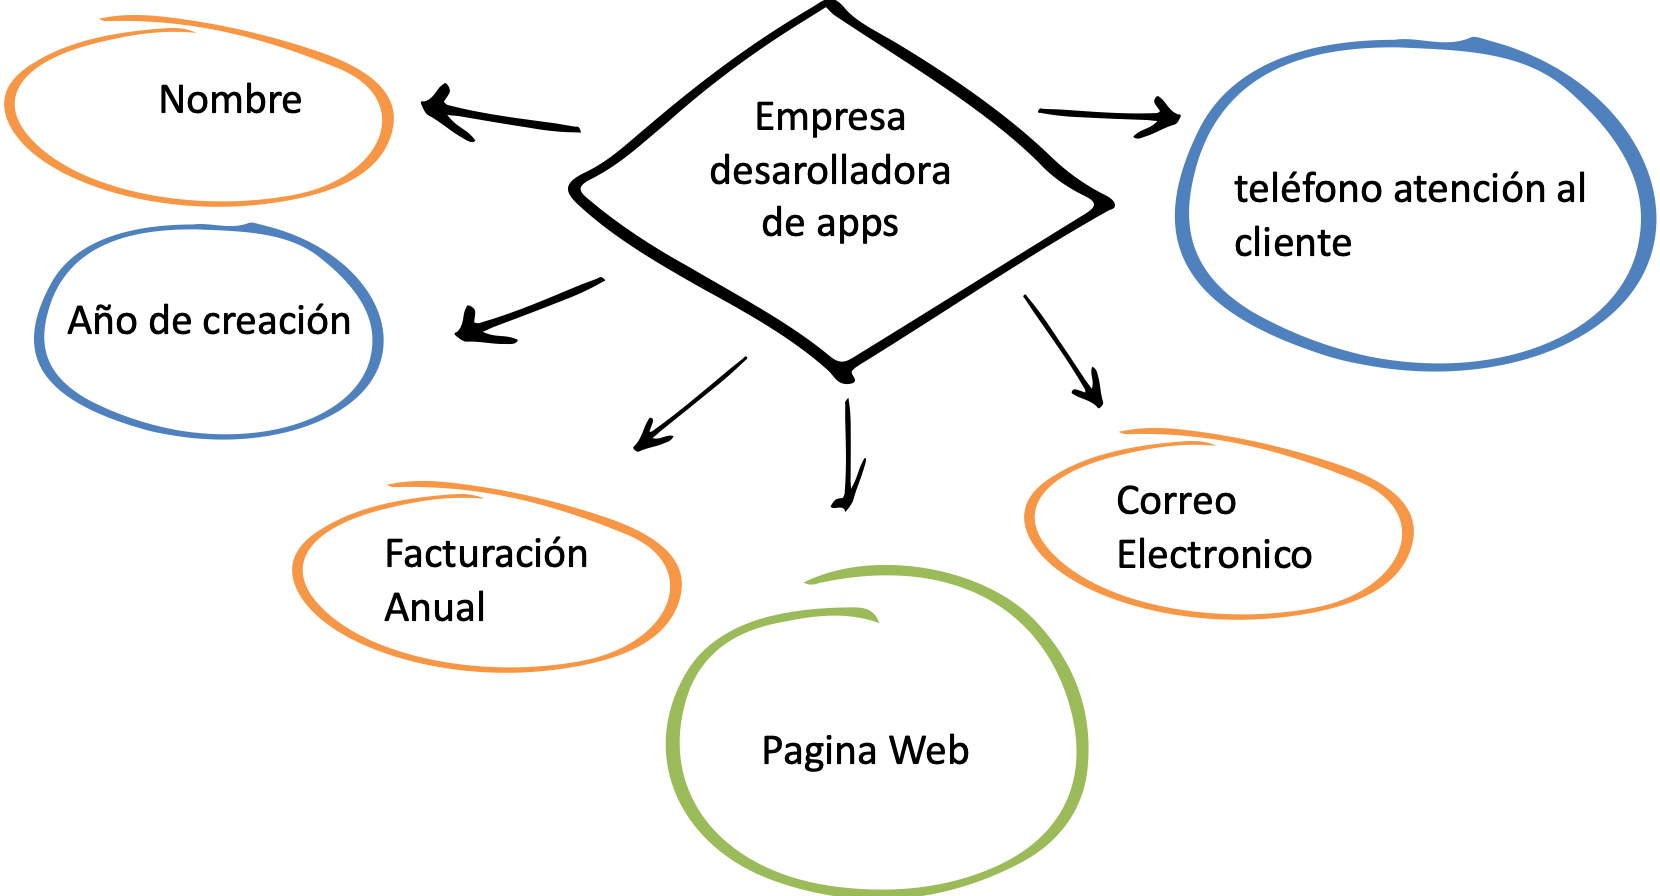 Nombre
Empresa
desarolladora
de apps
teléfono atención al
cliente
Año de creación
Facturación
Anual
Correo
Electronico
Pagina Web